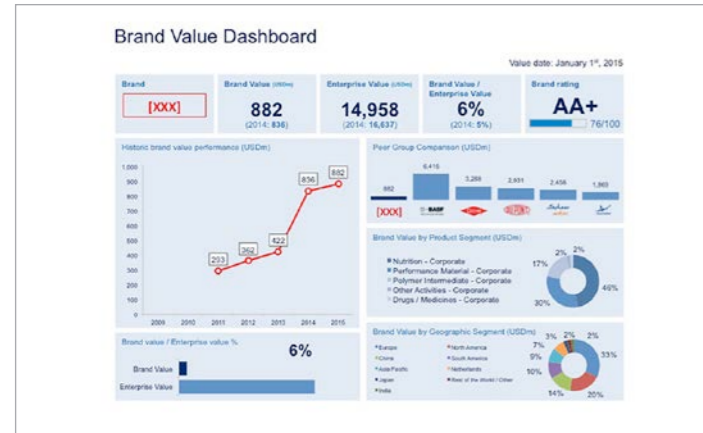 Brand Value Dashboard
Value date: January 1st, 2015
Brand
[XXX]
Brand Value (USDm)
882
(2014: 836)
Enterprise Value (USDm)
14,958
(2014: 16,637)
Brand Value /
Enterprise Value
6%
(2014: 5%)
Brand rating
AA+
76/100
Historic brand value performance (USDm)
1,000
900
800
700
600
500
400
300
200
100
0
362
422
836
882
2009 2010 2011 2012 2013 2014 2015
Peer Group Comparison (USDm)
882
6,415
3,269
2,931
2,456
1,863
[XXX]
BASF
Brand Value by Product Segment (USDm)
Nutrition - Corporate
Performance Material - Corporate
Polymer Intermediate - Corporate
Other Activities - Corporate
Drugs / Medicines - Corporate
2% 2%
17%
46%
30%
Brand value / Enterprise value %
6%
Brand Value
Enterprise Value
Brand Value by Geographic Segment (USDm)
Europe
North America
China
South America
Asia Pacific
Netherlands
Japan
Rest of the World / Other
India
3% 2% 2%
7%
9%
10%
14%
20%
33%